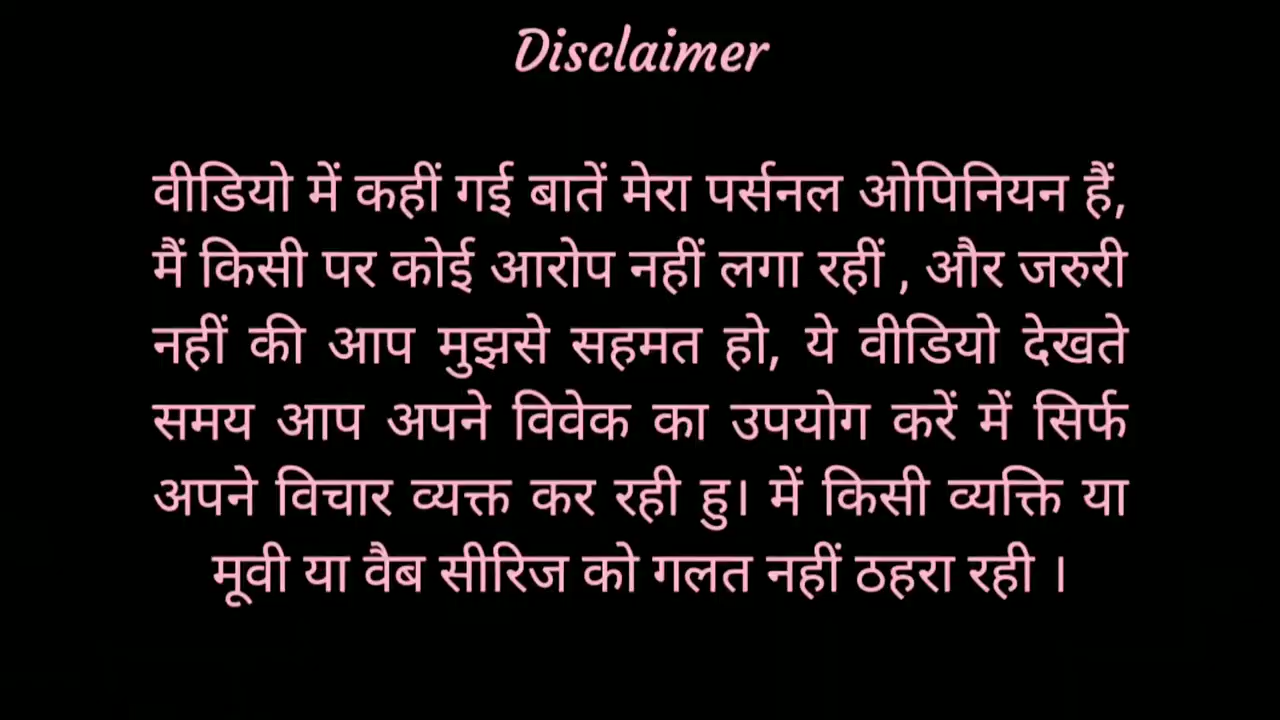 Disclaimer
वीडियो में कहीं गई बातें मेरा पर्सनल ओपिनियन हैं,
मैं किसी पर कोई आरोप नहीं लगा रहीं , और जरुरी
नहीं की आप मुझसे सहमत हो, ये वीडियो देखते
समय आप अपने विवेक का उपयोग करें में सिर्फ
अपने विचार व्यक्त कर रही हु। में किसी व्यक्ति या
मूवी या वैब सीरिज को गलत नहीं ठहरा रही ।